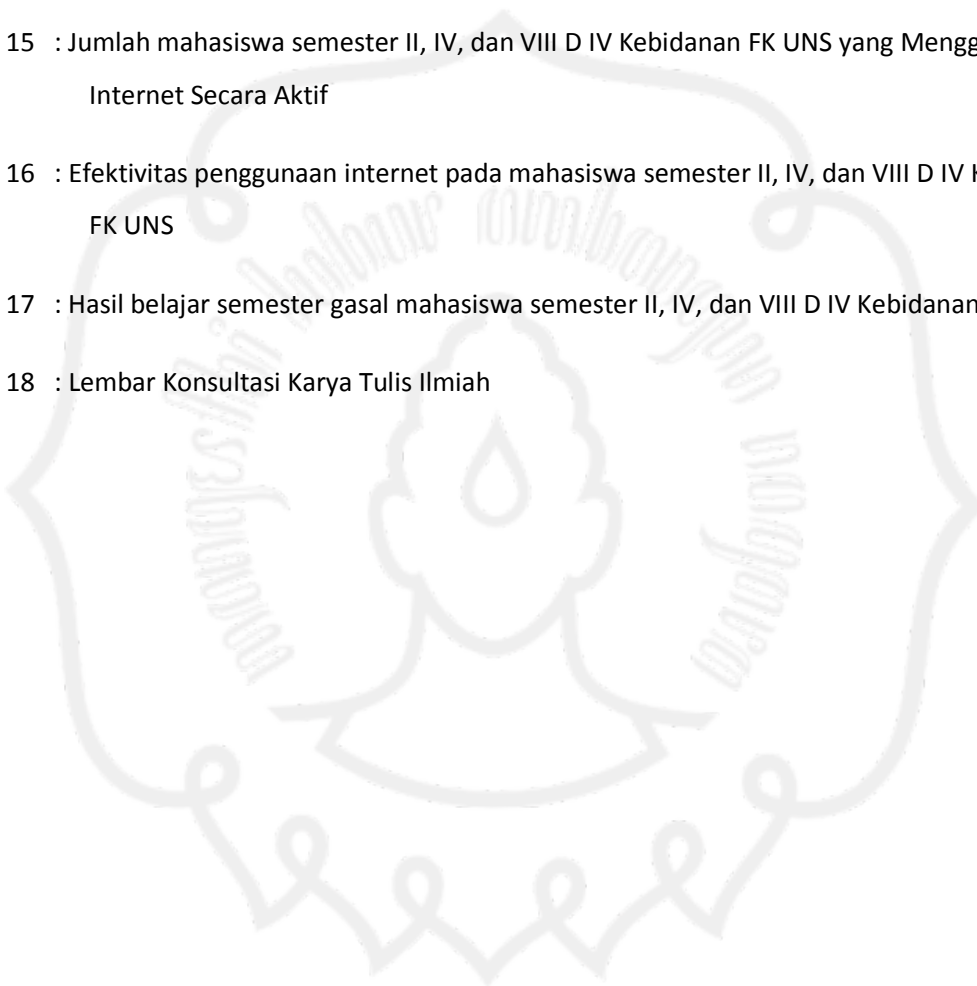 15 : Jumlah mahasiswa semester II, IV, dan VIII D IV Kebidanan FK UNS yang
Internet Secara Aktif
16 : Efektivitas penggunaan internet pada mahasiswa semester II, IV, dan VIII D IV
FK UNS
17 : Hasil belajar semester gasal mahasiswa semester II, IV, dan VIII D IV Kebidanan
18 : Lembar Konsultasi Karya Tulis Ilmiah